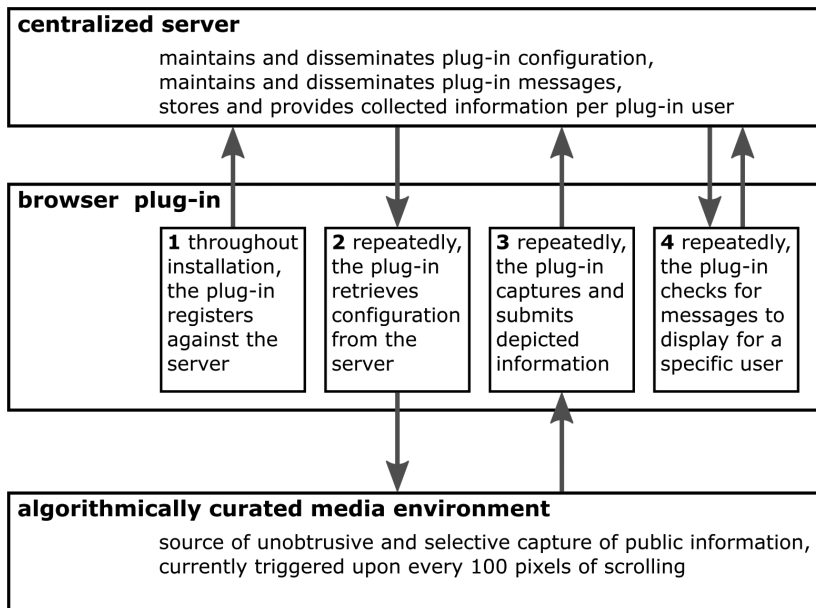 centralized server
maintains and disseminates plug-in configuration,
maintains and disseminates plug-in messages,
stores and provides collected information per plug-in user
browser plug-in
1 throughout
installation,
the plug-in
registers
against the
server
2 repeatedly,
the plug-in
retrieves
configuration
from the
server
3 repeatedly,
the plug-in
captures and
submits
depicted
information
4 repeatedly,
the plug-in
checks for
messages to
display for a
specific user
algorithmically curated media environment
source of unobtrusive and selective capture of public information,
currently triggered upon every 100 pixels of scrolling